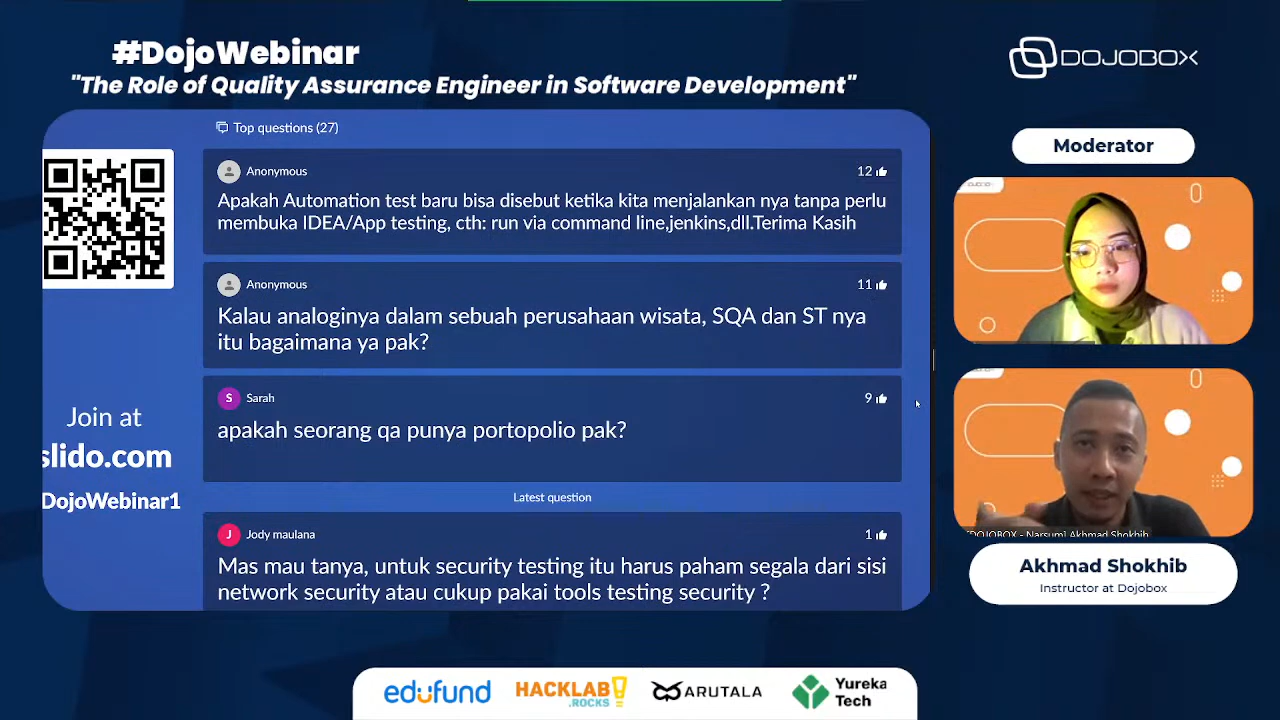 #DojoWebinar
"The Role of Quality Assurance Engineer in Software Development"
DOJOBOX
Top questions (27)
Anonymous
12
Apakah Automation test baru bisa disebut ketika kita menjalankan nya tanpa perlu
membuka IDEA/App testing, cth: run via command line,jenkins,dll.Terima Kasih
Anonymous
11
Kalau analoginya dalam sebuah perusahaan wisata, SQA dan ST nya
itu bagaimana ya pak?
S
Sarah
9
apakah seorang qa punya portopolio pak?
Latest question
J
Jody maulana
1
Mas mau tanya, untuk security testing itu harus paham segala dari sisi
network security atau cukup pakai tools testing security ?
Join at
slido.com
DojoWebinar1
Moderator
[DOJOBOX - Narsum] Akhmad Shokhib
Akhmad Shokhib
Instructor at Dojobox
edufund
HACKLAB!
.ROCKS
ARUTALA
Yureka
Tech